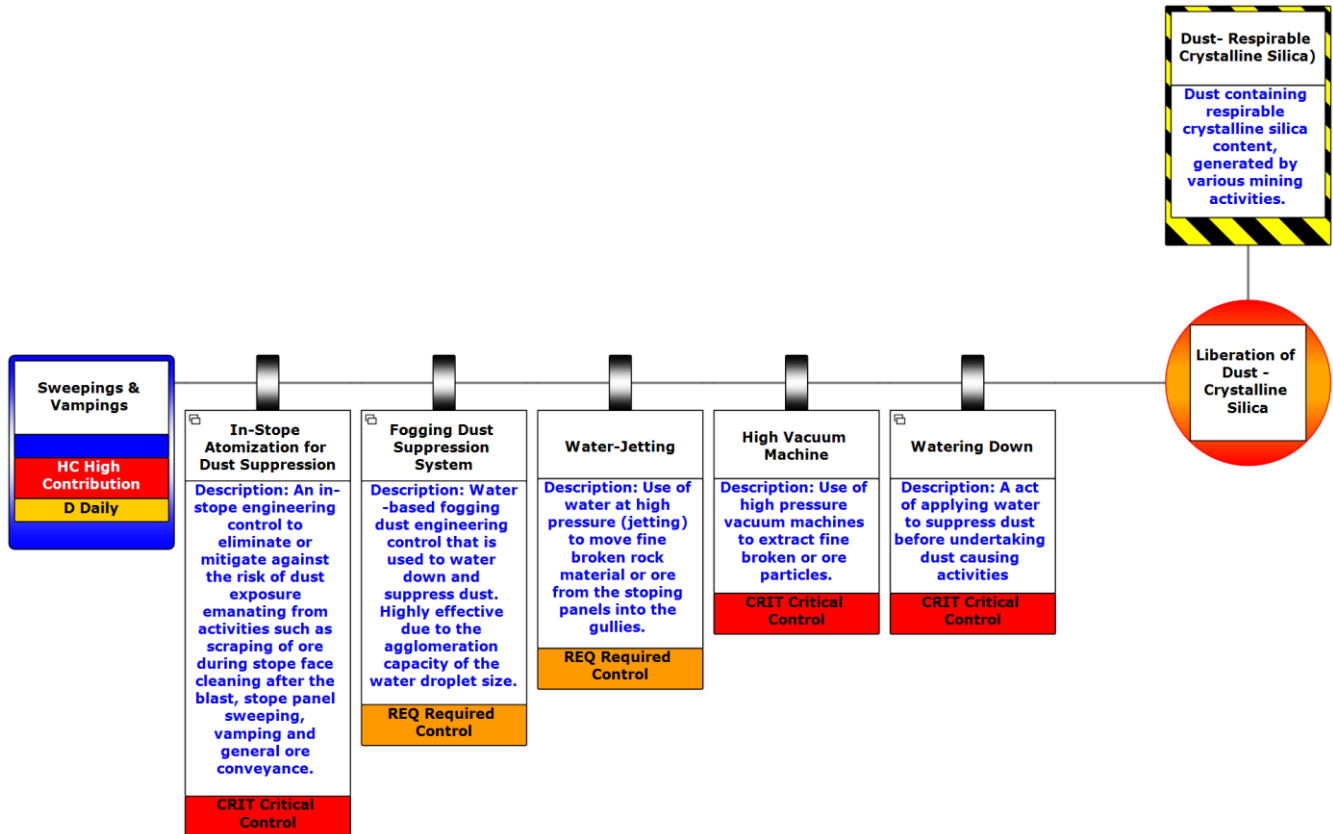 Dust- Respirable
Crystalline Silica)
Dust containing
respirable
crystalline silica
content,
generated by
various mining
activities.
Liberation of
Dust -
Crystalline
Silica
Sweepings &
Vampings
HC High
Contribution
D Daily
In-Stope
Atomization for
Dust Suppression
Description: An in-
stope engineering
control to
eliminate or
mitigate against
the risk of dust
exposure
emanating from
activities such as
scraping of ore
during stope face
cleaning after the
blast, stope panel
sweeping,
vamping and
general ore
conveyance.
CRIT Critical
Control
Fogging Dust
Suppression
System
Description: Water
-based fogging
dust engineering
control that is
used to water
down and
suppress dust.
Highly effective
due to the
agglomeration
capacity of the
water droplet size.
REQ Required
Control
Water-Jetting
Description: Use of
water at high
pressure (jetting)
to move fine
broken rock
material or ore
from the stoping
panels into the
gullies.
REQ Required
Control
High Vacuum
Machine
Description: Use of
high pressure
vacuum machines
to extract fine
broken or ore
particles.
CRIT Critical
Control
Watering Down
Description: A act
of applying water
to suppress dust
before undertaking
dust causing
activities
CRIT Critical
Control